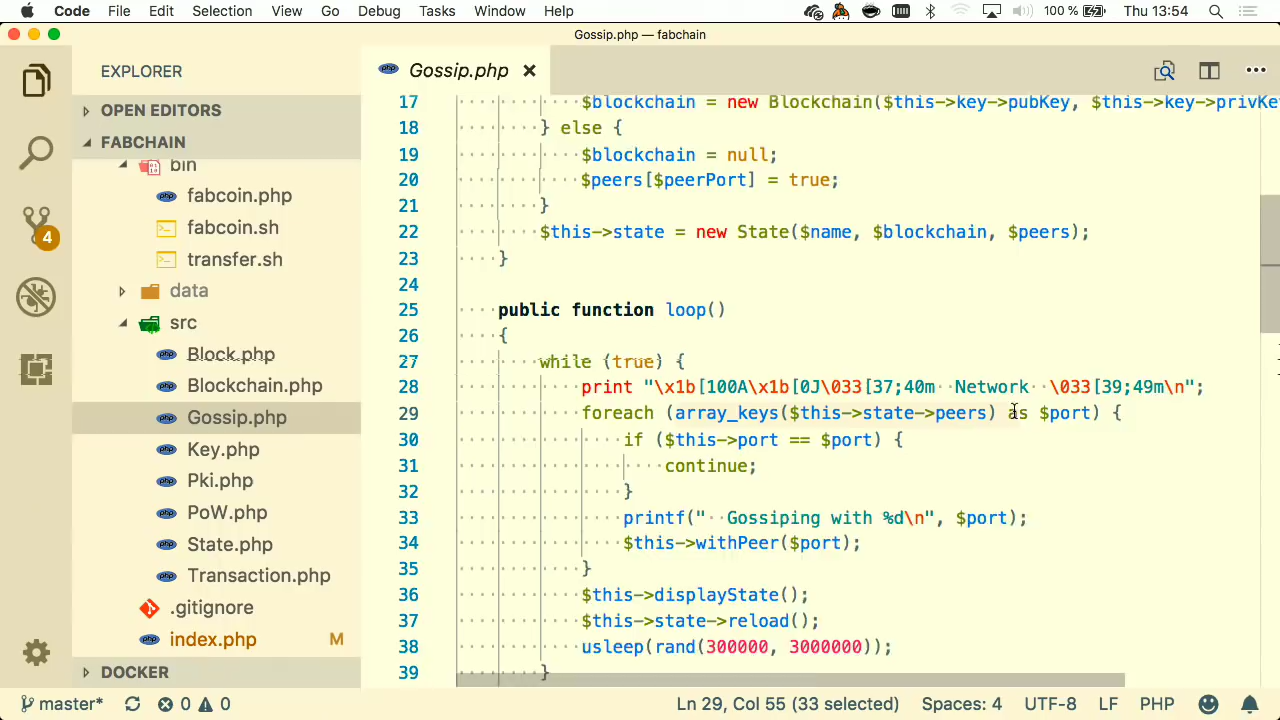 Code File Edit Selection View Go Debug Tasks Window Help 100 % Thu 13:54
Gossip.php — fabchain
EXPLORER
OPEN EDITORS
FABCHAIN
bin
fabcoin.php
fabcoin.sh
transfer.sh
data
src
Block.php
Blockchain.php
Gossip.php
Key.php
Pki.php
PoW.php
State.php
Transaction.php
.gitignore
index.php M
DOCKER
4
Gossip.php
17 $blockchain = new Blockchain($this->key->pubKey, $this->key->privKe
18 } else {
19 $blockchain = null;
20 $peers[$peerPort] = true;
21 }
22 $this->state = new State($name, $blockchain, $peers);
23 }
24
25 public function loop()
26 {
27 while (true) {
28 print "\x1b[100A\x1b[0J\033[37;40m Network \033[39;49m\n";
29 foreach (array_keys($this->state->peers) as $port) {
30 if ($this->port == $port) {
31 continue;
32 }
33 printf(" Gossiping with %d\n", $port);
34 $this->withPeer($port);
35 }
36 $this->displayState();
37 $this->state->reload();
38 usleep(rand(300000, 3000000));
39 }
master* 0 0 Ln 29, Col 55 (33 selected) Spaces: 4 UTF-8 LF PHP